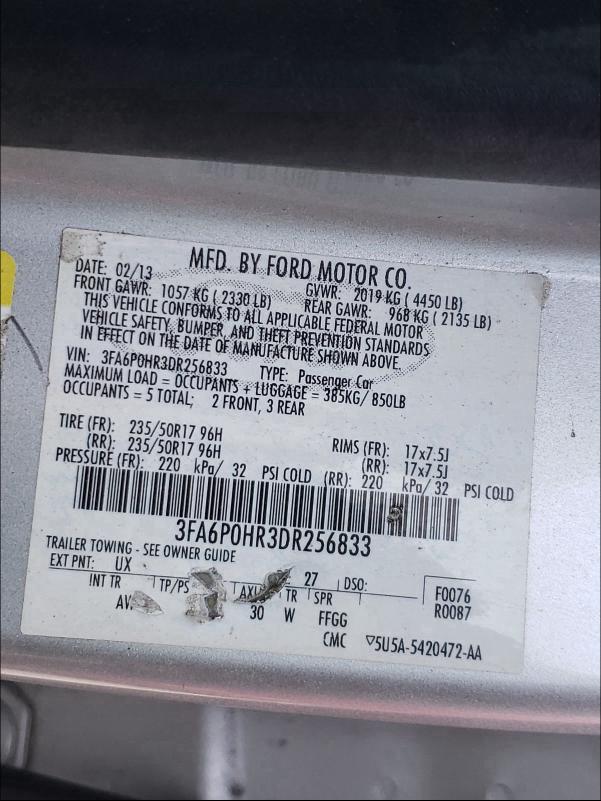 MFD. BY FORD MOTOR CO.
DATE: 02/13 GVWR: 2019 KG ( 4450 LB)
FRONT GAWR: 1057 KG ( 2330 LB) REAR GAWR: 968 KG ( 2135 LB)
THIS VEHICLE CONFORMS TO ALL APPLICABLE FEDERAL MOTOR
VEHICLE SAFETY, BUMPER, AND THEFT PREVENTION STANDARDS
IN EFFECT ON THE DATE OF MANUFACTURE SHOWN ABOVE.
VIN: 3FA6P0HR3DR256833 TYPE: Passenger Car
MAXIMUM LOAD = OCCUPANTS + LUGGAGE = 385KG/ 850LB
OCCUPANTS = 5 TOTAL; 2 FRONT, 3 REAR
TIRE (FR): 235/50R17 96H RIMS (FR): 17x7.5J
(RR): 235/50R17 96H (RR): 17x7.5J
PRESSURE (FR): 220 kPa/ 32 PSI COLD (RR): 220 kPa/ 32 PSI COLD
3FA6P0HR3DR256833
TRAILER TOWING - SEE OWNER GUIDE
EXT PNT: UX 27 DSO: F0076
INT TR TP/PS AXL TR SPR R0087
AV 30 W FFGG
CMC ▽5U5A-5420472-AA